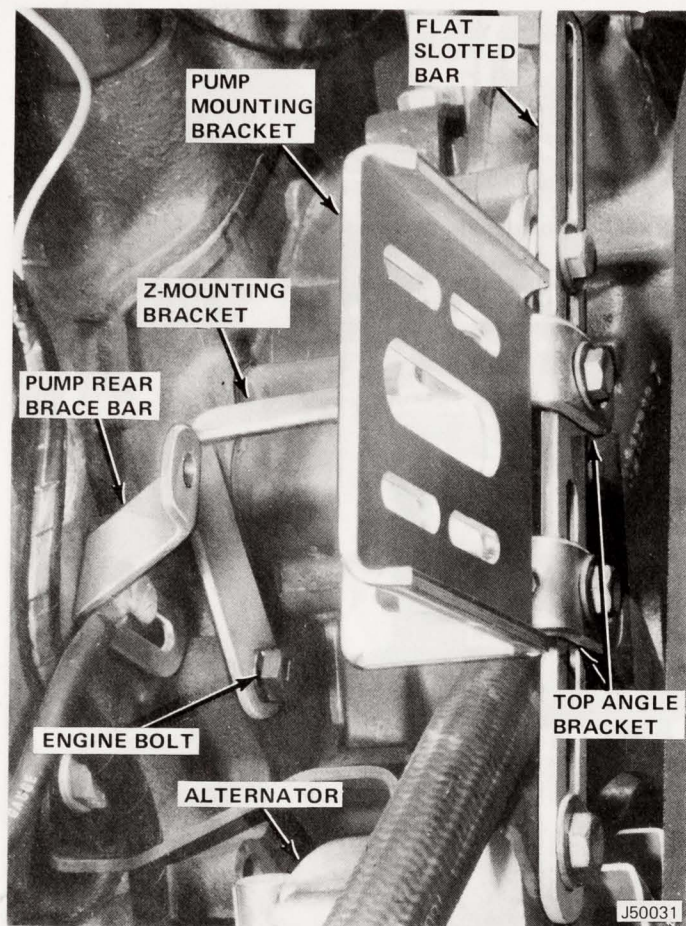 FLAT
SLOTTED
BAR
PUMP
MOUNTING
BRACKET
Z-MOUNTING
BRACKET
PUMP REAR
BRACE BAR
TOP ANGLE
BRACKET
ENGINE BOLT
ALTERNATOR
J50031